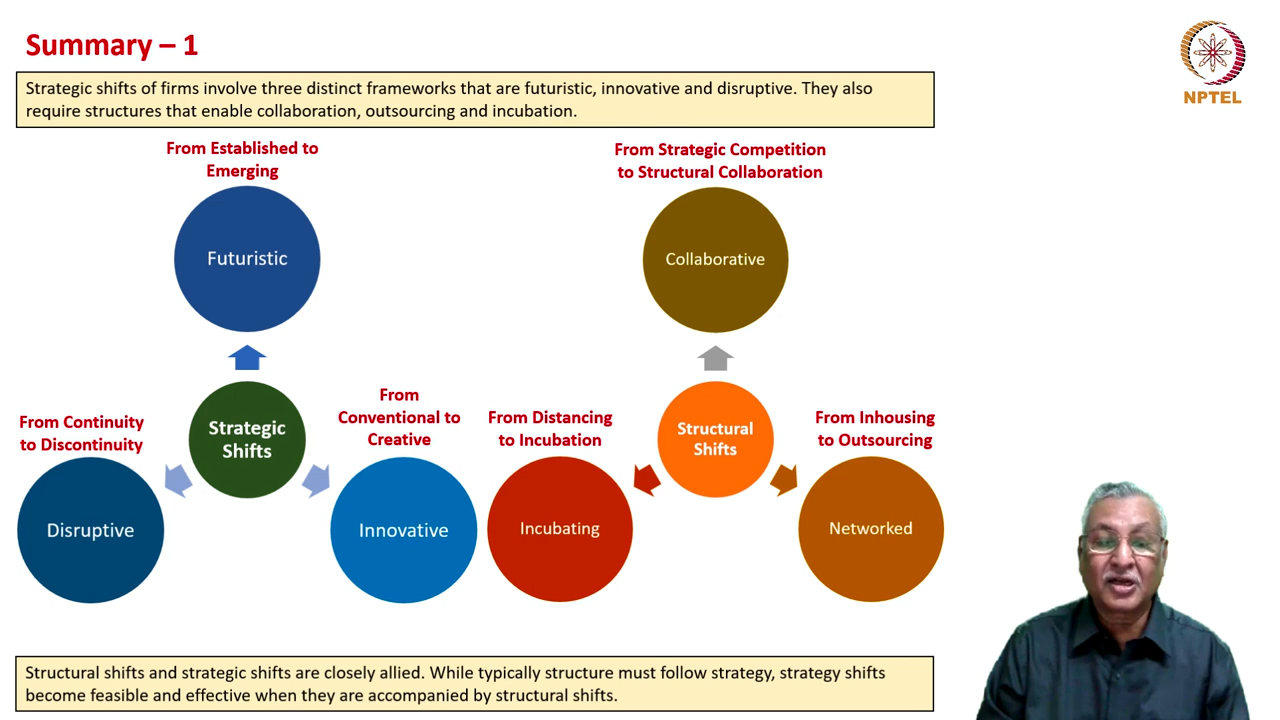 Summary – 1
NPTEL
Strategic shifts of firms involve three distinct frameworks that are futuristic, innovative and disruptive. They also
require structures that enable collaboration, outsourcing and incubation.
From Established to
Emerging
Futuristic
From Continuity
to Discontinuity
Disruptive
Strategic
Shifts
From
Conventional to
Creative
Innovative
From Strategic Competition
to Structural Collaboration
Collaborative
From Distancing
to Incubation
Incubating
Structural
Shifts
From Inhousing
to Outsourcing
Networked
Structural shifts and strategic shifts are closely allied. While typically structure must follow strategy, strategy shifts
become feasible and effective when they are accompanied by structural shifts.